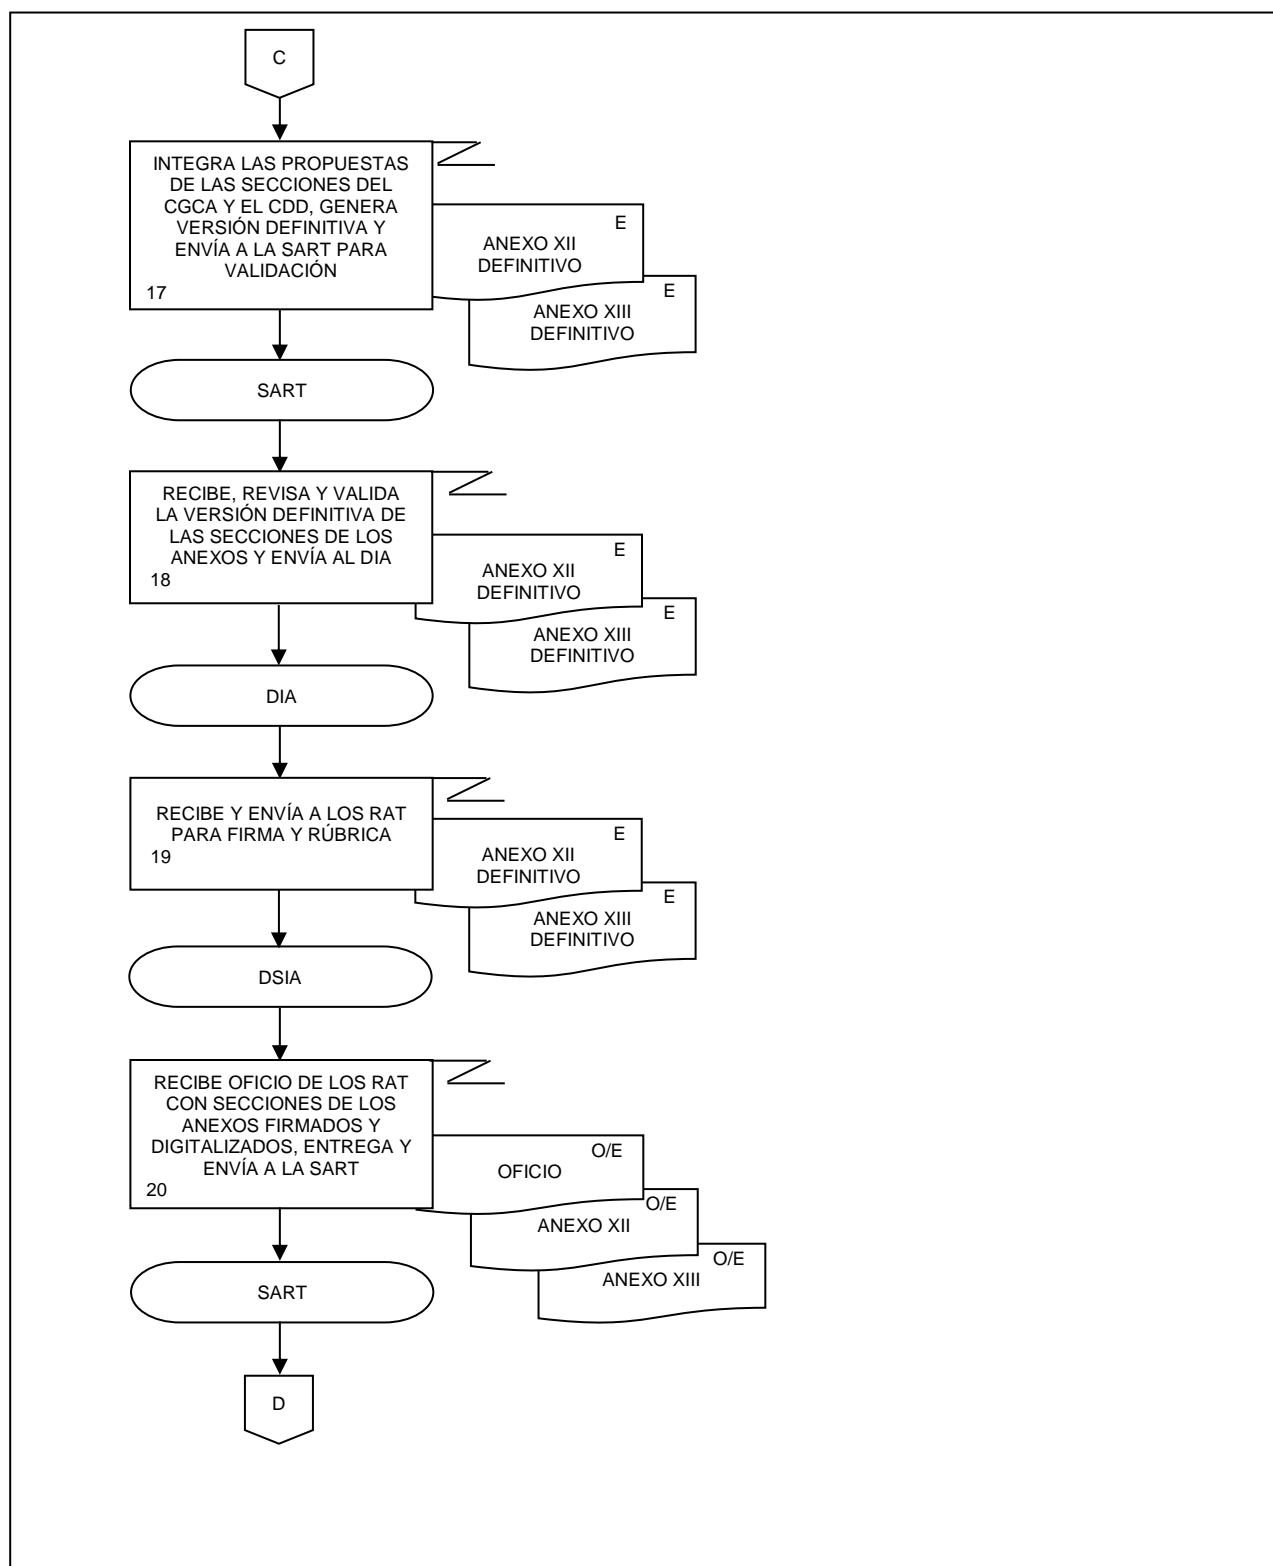 C
INTEGRA LAS PROPUESTAS
DE LAS SECCIONES DEL
CGCA Y EL CDD, GENERA
VERSIÓN DEFINITIVA Y
ENVÍA A LA SART PARA
VALIDACIÓN
17
E
ANEXO XII
DEFINITIVO
E
ANEXO XIII
DEFINITIVO
SART
RECIBE, REVISA Y VALIDA
LA VERSIÓN DEFINITIVA DE
LAS SECCIONES DE LOS
ANEXOS Y ENVÍA AL DIA
18
E
ANEXO XII
DEFINITIVO
E
ANEXO XIII
DEFINITIVO
DIA
RECIBE Y ENVÍA A LOS RAT
PARA FIRMA Y RÚBRICA
19
E
ANEXO XII
DEFINITIVO
E
ANEXO XIII
DEFINITIVO
DSIA
RECIBE OFICIO DE LOS RAT
CON SECCIONES DE LOS
ANEXOS FIRMADOS Y
DIGITALIZADOS, ENTREGA Y
ENVÍA A LA SART
20
O/E
OFICIO
O/E
ANEXO XII
O/E
ANEXO XIII
SART
D